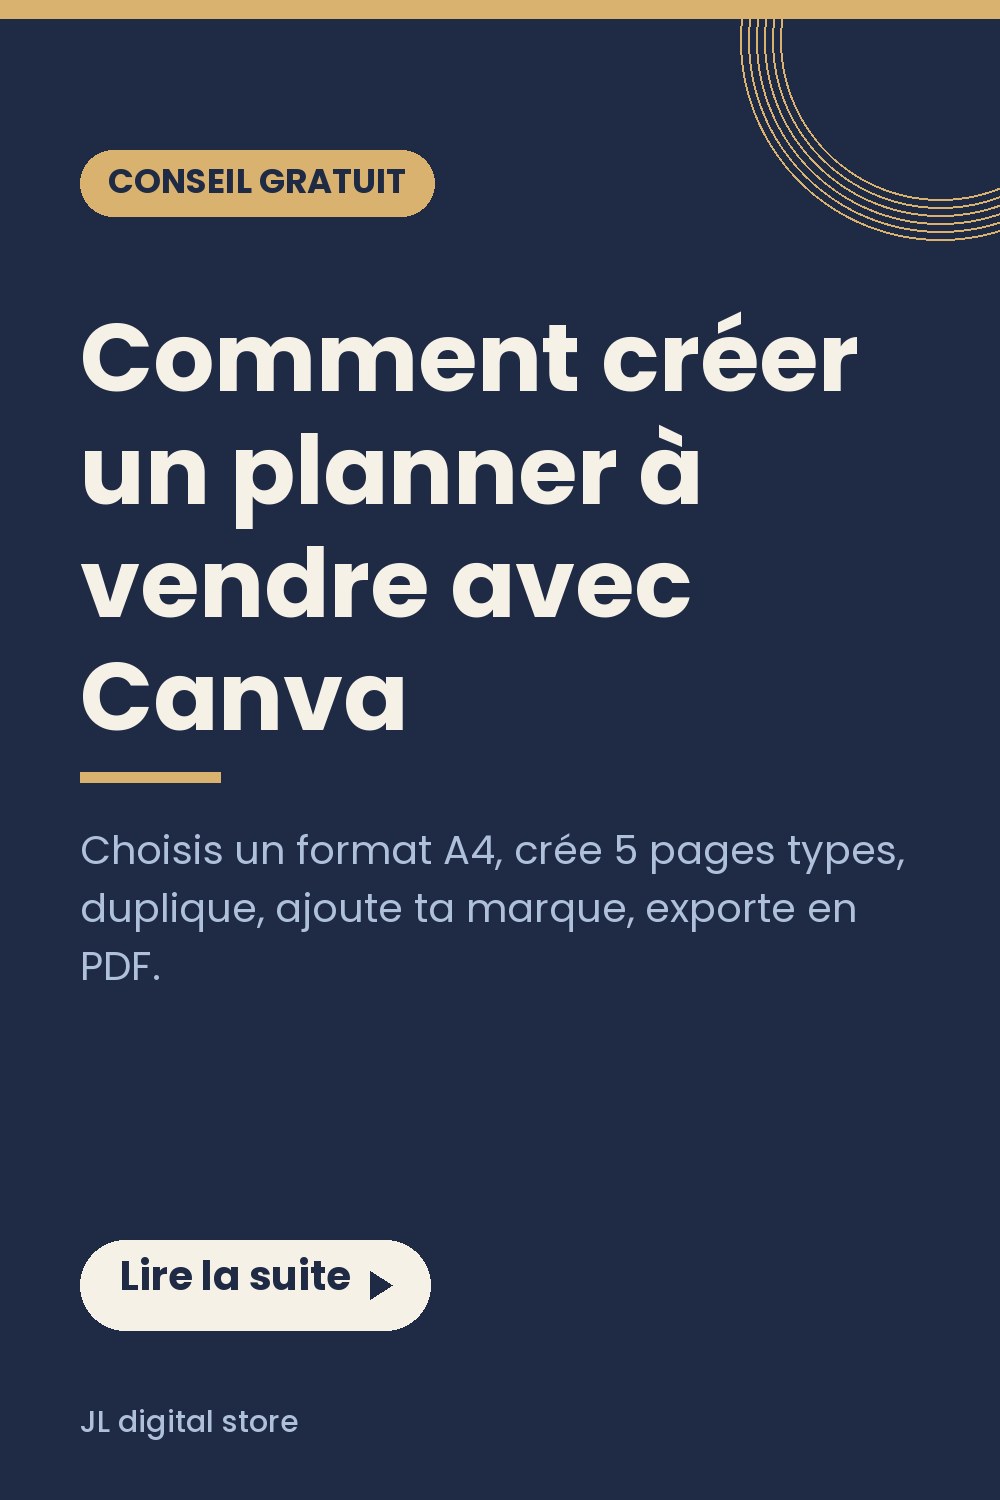 CONSEIL GRATUIT
Comment créer
un planner à
vendre avec
Canva
Choisis un format A4, crée 5 pages types,
duplique, ajoute ta marque, exporte en
PDF.
Lire la suite
JL digital store